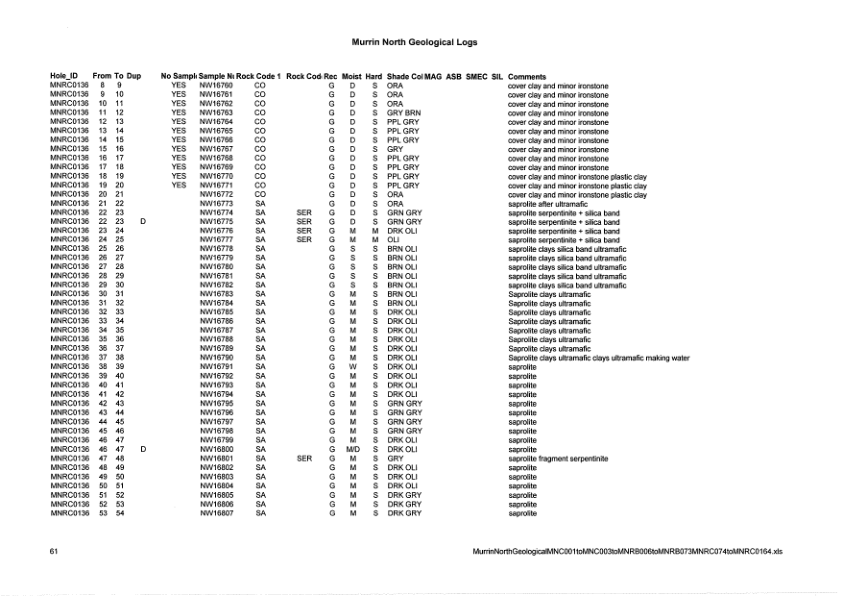 Murrin North Geological Logs
Hole_ID From To Dup No Sampl Sample N Rock Code 1 Rock Cod Rec Moist Hard Shade Col MAG ASB SMEC SIL Comments
MNRC0136 8 9 YES NW16760 CO G D S ORA cover clay and minor ironstone
MNRC0136 9 10 YES NW16761 CO G D S ORA cover clay and minor ironstone
MNRC0136 10 11 YES NW16762 CO G D S ORA cover clay and minor ironstone
MNRC0136 11 12 YES NW16763 CO G D S GRY BRN cover clay and minor ironstone
MNRC0136 12 13 YES NW16764 CO G D S PPL GRY cover clay and minor ironstone
MNRC0136 13 14 YES NW16765 CO G D S PPL GRY cover clay and minor ironstone
MNRC0136 14 15 YES NW16766 CO G D S PPL GRY cover clay and minor ironstone
MNRC0136 15 16 YES NW16767 CO G D S GRY cover clay and minor ironstone
MNRC0136 16 17 YES NW16768 CO G D S PPL GRY cover clay and minor ironstone
MNRC0136 17 18 YES NW16769 CO G D S PPL GRY cover clay and minor ironstone
MNRC0136 18 19 YES NW16770 CO G D S PPL GRY cover clay and minor ironstone plastic clay
MNRC0136 19 20 YES NW16771 CO G D S PPL GRY cover clay and minor ironstone plastic clay
MNRC0136 20 21 NW16772 CO G D S ORA cover clay and minor ironstone plastic clay
MNRC0136 21 22 NW16773 SA G D S ORA saprolite after ultramafic
MNRC0136 22 23 NW16774 SA SER G D S GRN GRY saprolite serpentinite + silica band
MNRC0136 22 23 D NW16775 SA SER G D S GRN GRY saprolite serpentinite + silica band
MNRC0136 23 24 NW16776 SA SER G M M DRK OLI saprolite serpentinite + silica band
MNRC0136 24 25 NW16777 SA SER G M M OLI saprolite serpentinite + silica band
MNRC0136 25 26 NW16778 SA G S S BRN OLI saprolite clays silica band ultramafic
MNRC0136 26 27 NW16779 SA G S S BRN OLI saprolite clays silica band ultramafic
MNRC0136 27 28 NW16780 SA G S S BRN OLI saprolite clays silica band ultramafic
MNRC0136 28 29 NW16781 SA G S S BRN OLI saprolite clays silica band ultramafic
MNRC0136 29 30 NW16782 SA G S S BRN OLI saprolite clays silica band ultramafic
MNRC0136 30 31 NW16783 SA G M S BRN OLI Saprolite clays ultramafic
MNRC0136 31 32 NW16784 SA G M S BRN OLI Saprolite clays ultramafic
MNRC0136 32 33 NW16785 SA G M S DRK OLI Saprolite clays ultramafic
MNRC0136 33 34 NW16786 SA G M S DRK OLI Saprolite clays ultramafic
MNRC0136 34 35 NW16787 SA G M S DRK OLI Saprolite clays ultramafic
MNRC0136 35 36 NW16788 SA G M S DRK OLI Saprolite clays ultramafic
MNRC0136 36 37 NW16789 SA G M S DRK OLI Saprolite clays ultramafic
MNRC0136 37 38 NW16790 SA G M S DRK OLI Saprolite clays ultramafic clays ultramafic making water
MNRC0136 38 39 NW16791 SA G W S DRK OLI saprolite
MNRC0136 39 40 NW16792 SA G M S DRK OLI saprolite
MNRC0136 40 41 NW16793 SA G M S DRK OLI saprolite
MNRC0136 41 42 NW16794 SA G M S DRK OLI saprolite
MNRC0136 42 43 NW16795 SA G M S GRN GRY saprolite
MNRC0136 43 44 NW16796 SA G M S GRN GRY saprolite
MNRC0136 44 45 NW16797 SA G M S GRN GRY saprolite
MNRC0136 45 46 NW16798 SA G M S GRN GRY saprolite
MNRC0136 46 47 NW16799 SA G M S DRK OLI saprolite
MNRC0136 46 47 D NW16800 SA G M/D S DRK OLI saprolite
MNRC0136 47 48 NW16801 SA SER G M S GRY saprolite fragment serpentinite
MNRC0136 48 49 NW16802 SA G M S DRK OLI saprolite
MNRC0136 49 50 NW16803 SA G M S DRK OLI saprolite
MNRC0136 50 51 NW16804 SA G M S DRK OLI saprolite
MNRC0136 51 52 NW16805 SA G M S DRK GRY saprolite
MNRC0136 52 53 NW16806 SA G M S DRK GRY saprolite
MNRC0136 53 54 NW16807 SA G M S DRK GRY saprolite
61 MurrinNorthGeologicalMNC001toMNC003toMNRB006toMNRB073MNRC074toMNRC0164.xls